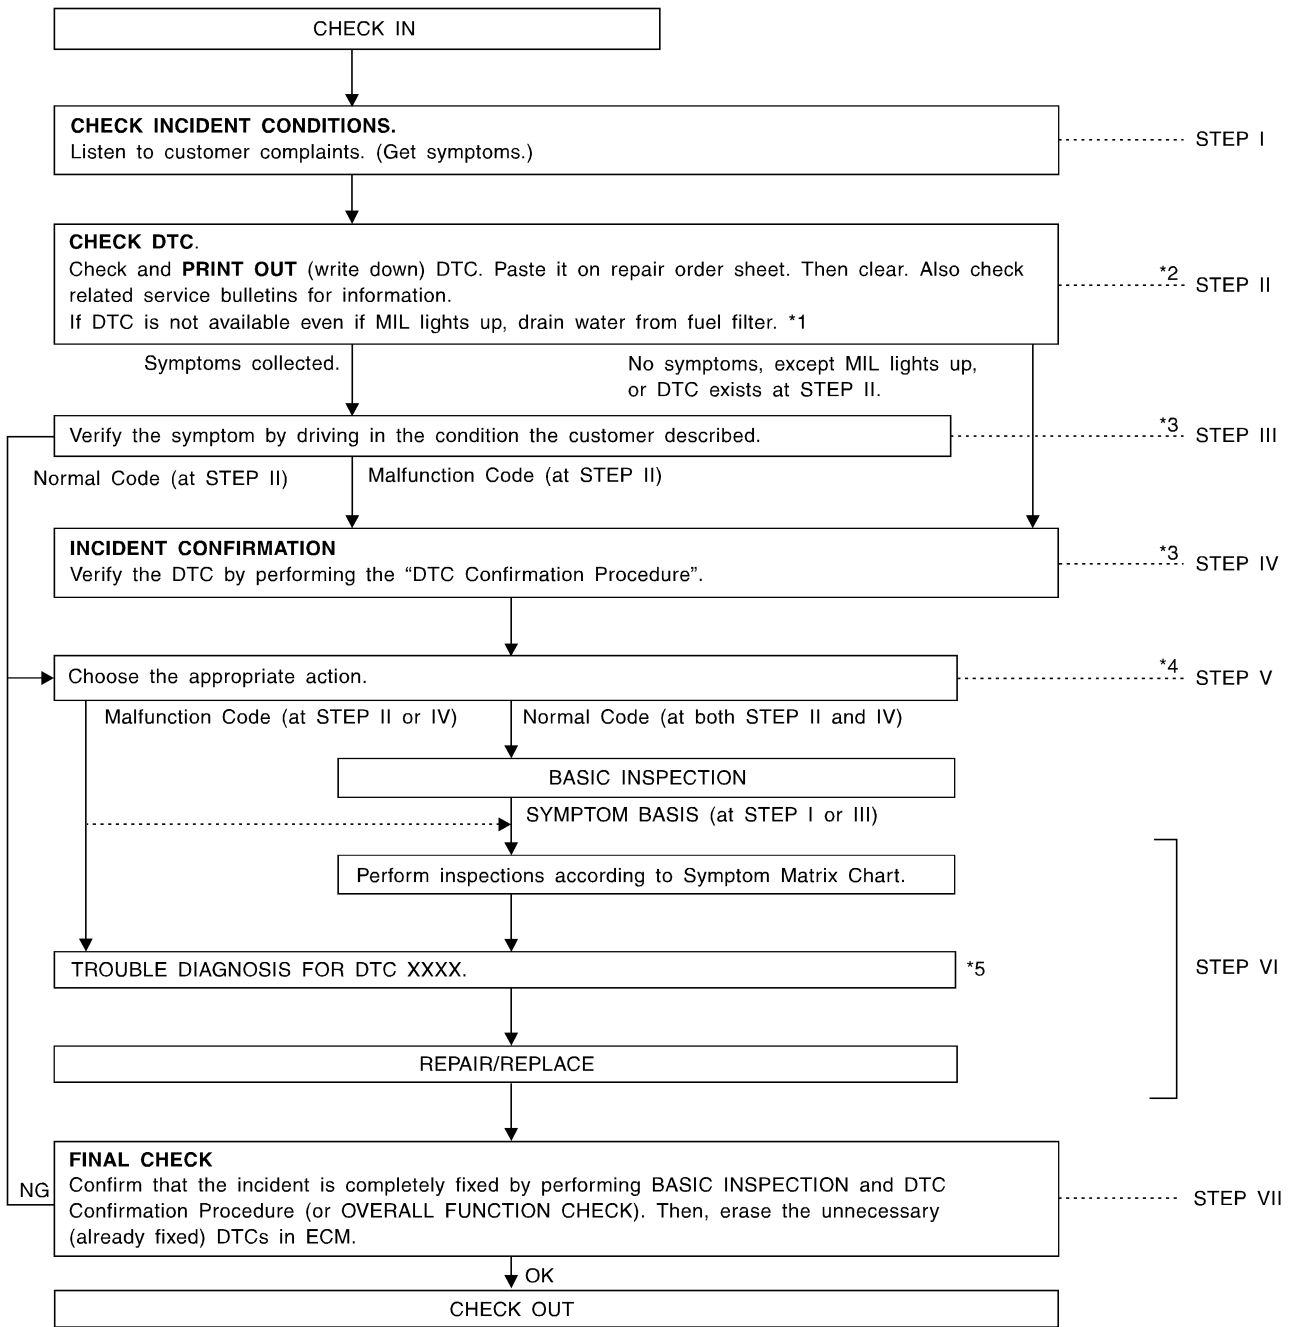 CHECK IN
CHECK INCIDENT CONDITIONS.
Listen to customer complaints. (Get symptoms.)
STEP I
CHECK DTC.
Check and PRINT OUT (write down) DTC. Paste it on repair order sheet. Then clear. Also check
related service bulletins for information.
If DTC is not available even if MIL lights up, drain water from fuel filter. *1
*2
STEP II
Symptoms collected.
No symptoms, except MIL lights up,
or DTC exists at STEP II.
Verify the symptom by driving in the condition the customer described.
*3
STEP III
Normal Code (at STEP II)
Malfunction Code (at STEP II)
INCIDENT CONFIRMATION
Verify the DTC by performing the “DTC Confirmation Procedure”.
*3
STEP IV
Choose the appropriate action.
*4
STEP V
Malfunction Code (at STEP II or IV)
Normal Code (at both STEP II and IV)
BASIC INSPECTION
SYMPTOM BASIS (at STEP I or III)
Perform inspections according to Symptom Matrix Chart.
TROUBLE DIAGNOSIS FOR DTC XXXX.
*5
STEP VI
REPAIR/REPLACE
FINAL CHECK
Confirm that the incident is completely fixed by performing BASIC INSPECTION and DTC
Confirmation Procedure (or OVERALL FUNCTION CHECK). Then, erase the unnecessary
(already fixed) DTCs in ECM.
NG
STEP VII
OK
CHECK OUT